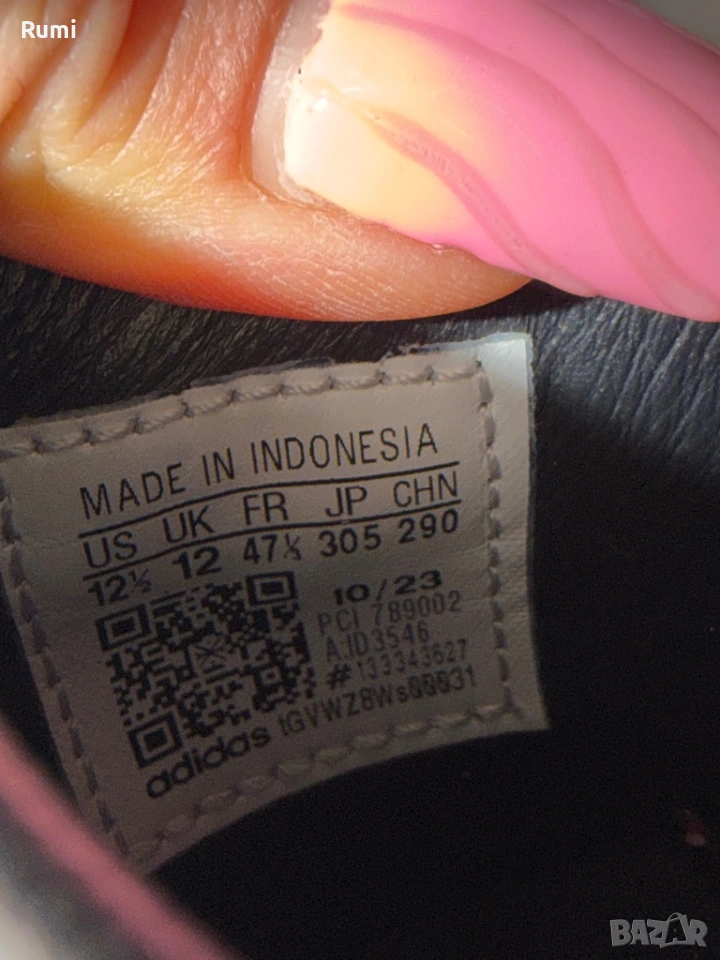 Rumi
MADE IN INDONESIA
US UK FR JP CHN
12½ 12 47⅓ 305 290
10/23
PCI 789002
A:ID3546
#133343627
adidas
BAZAR